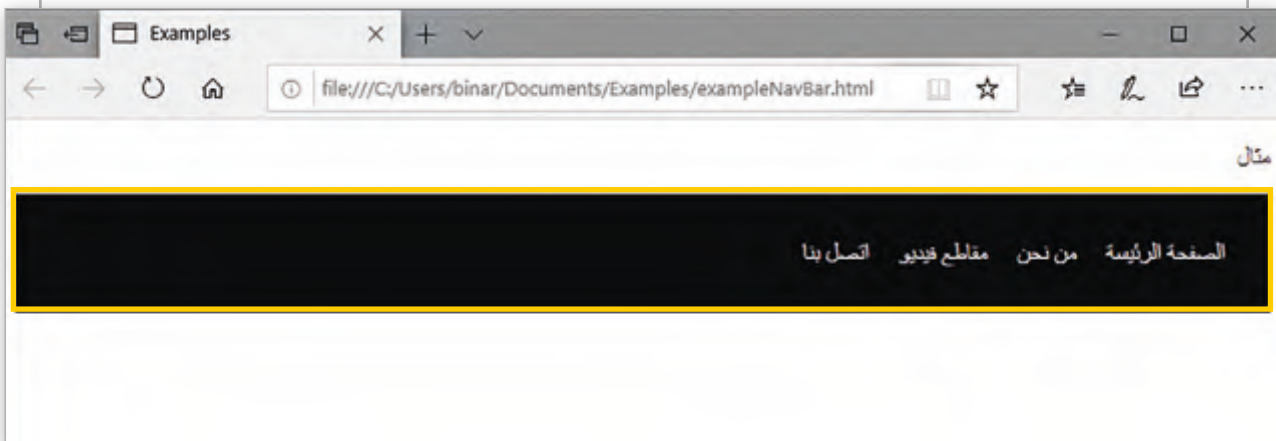 Examples
file:///C:/Users/binar/Documents/Examples/exampleNavBar.html
مثال
الصفحة الرئيسة من نحن مقاطع فيديو اتصل بنا